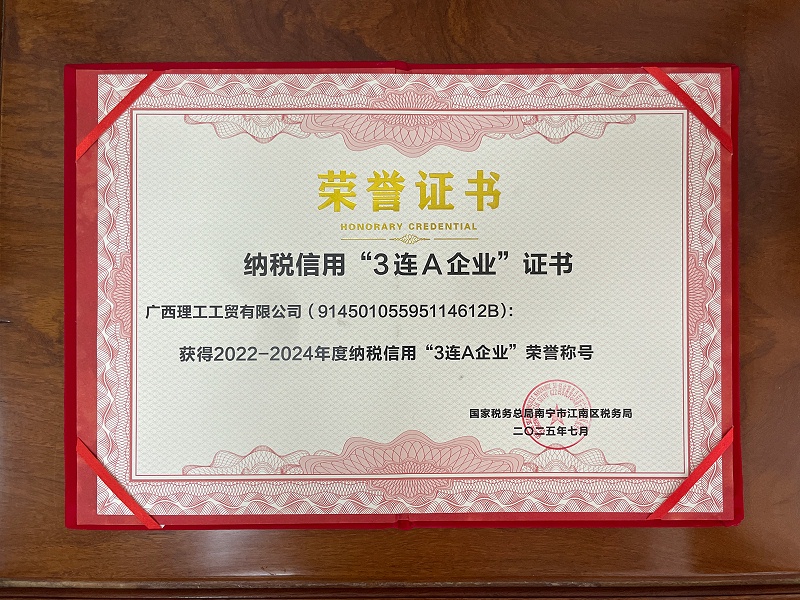 荣誉证书
HONORARY CREDENTIAL
纳税信用“3连A企业”证书
广西理工工贸有限公司（91450105595114612B）：
获得2022-2024年度纳税信用“3连A企业”荣誉称号
国家税务总局南宁市江南区税务局
二〇二五年七月